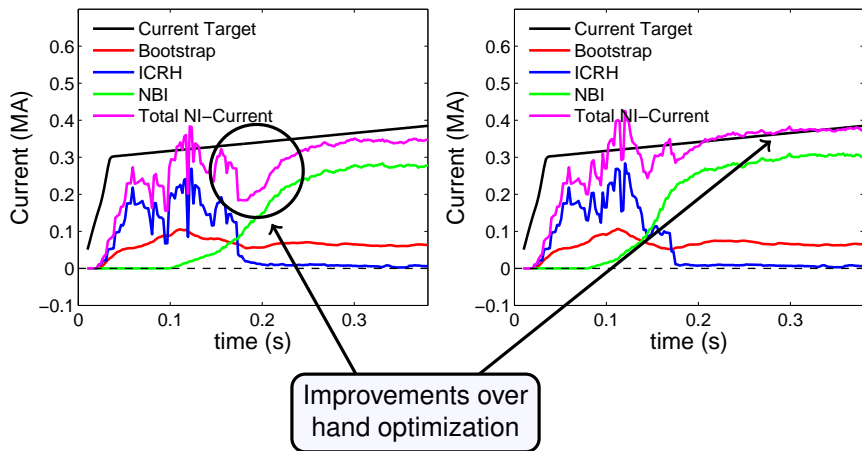 Current Target
Bootstrap
ICRH
NBI
Total NI−Current
Current (MA)
0.6
0.5
0.4
0.3
0.2
0.1
0
−0.1
0
0.1
0.2
0.3
time (s)
Current Target
Bootstrap
ICRH
NBI
Total NI−Current
Current (MA)
0.6
0.5
0.4
0.3
0.2
0.1
0
−0.1
0
0.1
0.2
0.3
time (s)
Improvements over
hand optimization